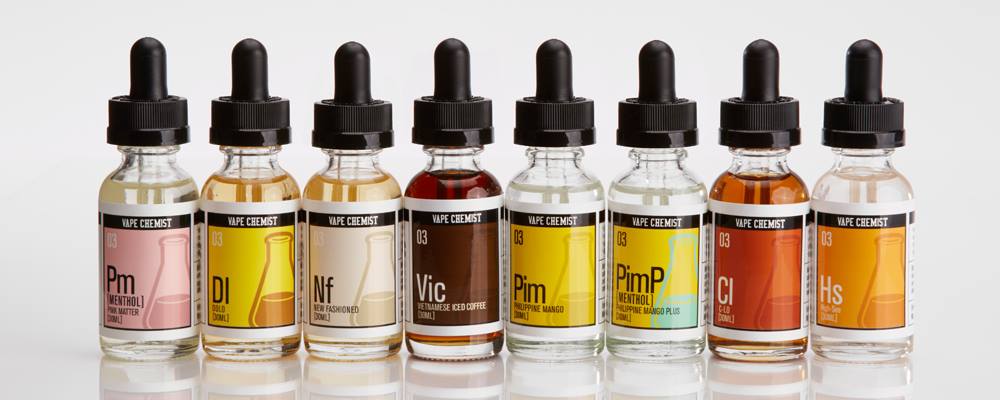 VAPE CHEMIST
03
Pm
[MENTHOL]
PINK MATTER
[30ML]
VAPE CHEMIST
03
Dl
DOLO
[30ML]
VAPE CHEMIST
03
Nf
NEW FASHIONED
[30ML]
VAPE CHEMIST
03
Vic
VIETNAMESE ICED COFFEE
[30ML]
VAPE CHEMIST
03
Pim
PHILIPPINE MANGO
[30ML]
VAPE CHEMIST
03
PimP
[MENTHOL]
PHILIPPINE MANGO PLUS
[30ML]
VAPE CHEMIST
03
Cl
C-LO
[30ML]
VAPE CHEMIST
03
Hs
[30ML]